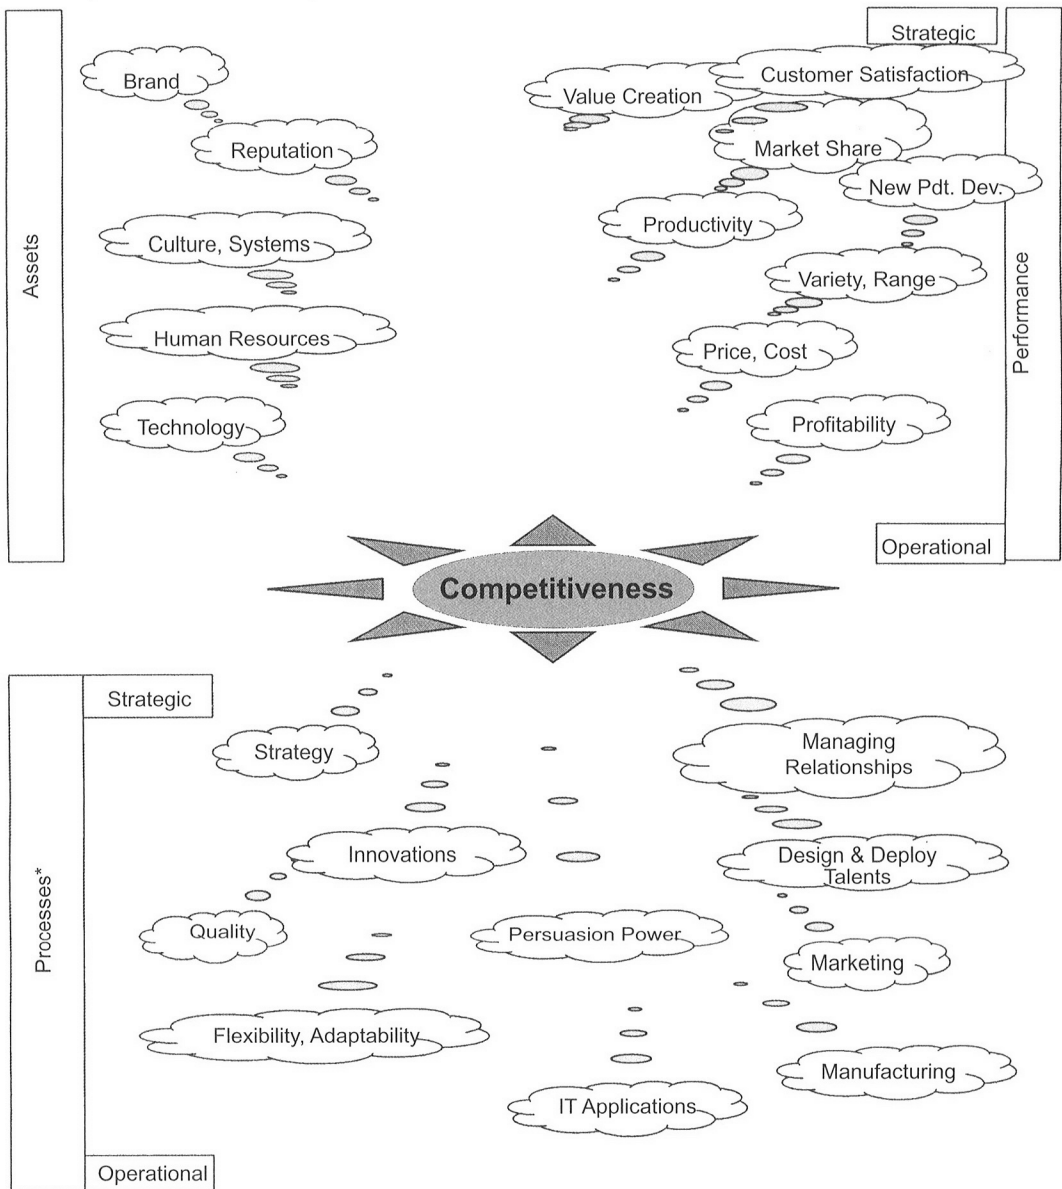 Assets
Brand
Reputation
Culture, Systems
Human Resources
Technology
Strategic
Performance
Customer Satisfaction
Value Creation
Market Share
New Pdt. Dev.
Productivity
Variety, Range
Price, Cost
Profitability
Operational
Competitiveness
Processes*
Strategic
Strategy
Managing
Relationships
Innovations
Design & Deploy
Talents
Quality
Persuasion Power
Marketing
Flexibility, Adaptability
Manufacturing
IT Applications
Operational